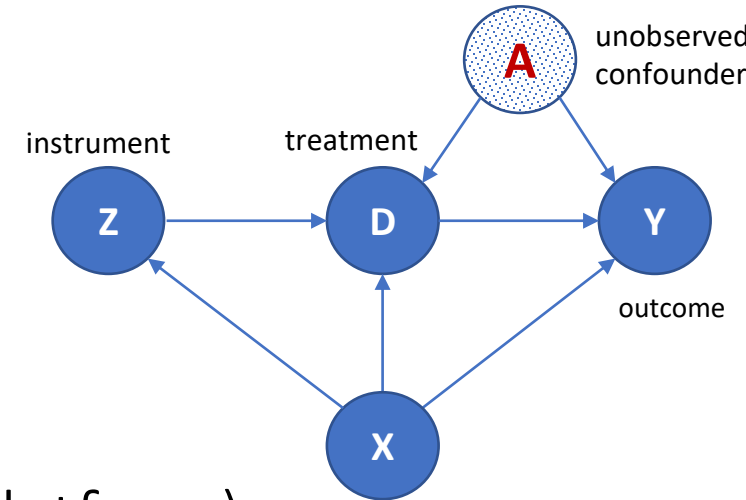 A
unobserved
confounder
instrument
treatment
Z
D
Y
outcome
X